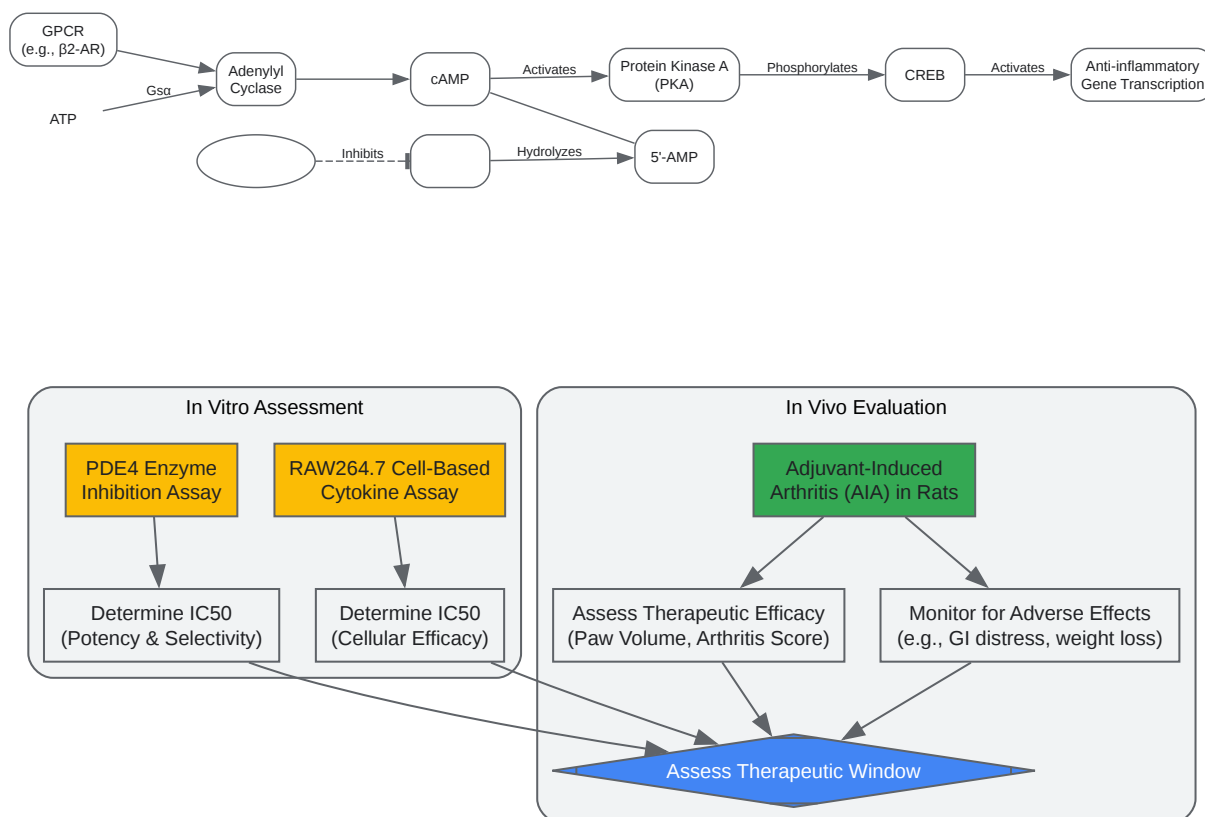 GPCR
(e.g., β2-AR)
Adenylyl
Cyclase
cAMP
Activates
Protein Kinase A
(PKA)
Phosphorylates
CREB
Activates
Anti-inflammatory
Gene Transcription
Gsα
ATP
Inhibits
Hydrolyzes
5'-AMP
In Vitro Assessment
PDE4 Enzyme
Inhibition Assay
RAW264.7 Cell-Based
Cytokine Assay
Determine IC50
(Potency & Selectivity)
Determine IC50
(Cellular Efficacy)
In Vivo Evaluation
Adjuvant-Induced
Arthritis (AIA) in Rats
Assess Therapeutic Efficacy
(Paw Volume, Arthritis Score)
Monitor for Adverse Effects
(e.g., GI distress, weight loss)
Assess Therapeutic Window